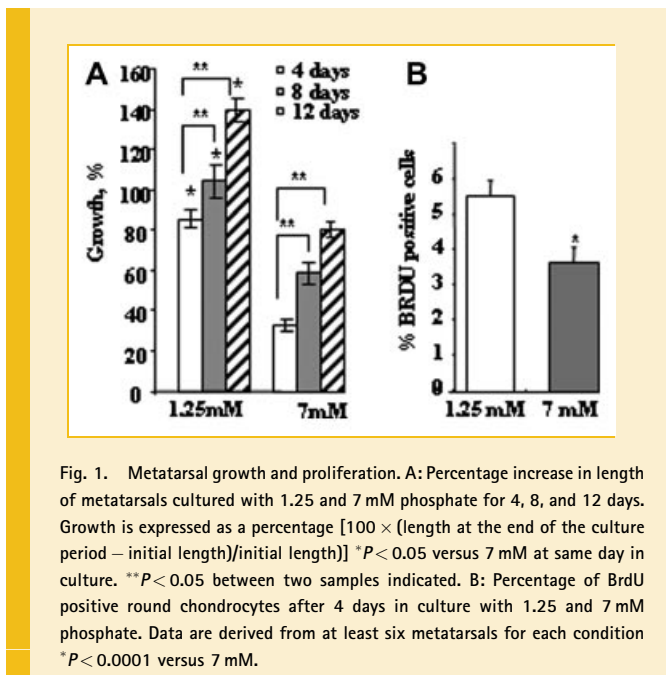 A
B
160
140
120
100
80
60
40
20
0
Growth, %
**
**
*
*
*
**
**
4 days
8 days
12 days
1.25mM
7mM
% BRDU positive cells
6
5
4
3
2
1
0
*
1.25 mM
7 mM
Fig. 1. Metatarsal growth and proliferation. A: Percentage increase in length
of metatarsals cultured with 1.25 and 7 mM phosphate for 4, 8, and 12 days.
Growth is expressed as a percentage [100 × (length at the end of the culture
period − initial length)/initial length)] *P < 0.05 versus 7 mM at same day in
culture. **P < 0.05 between two samples indicated. B: Percentage of BrdU
positive round chondrocytes after 4 days in culture with 1.25 and 7 mM
phosphate. Data are derived from at least six metatarsals for each condition
*P < 0.0001 versus 7 mM.